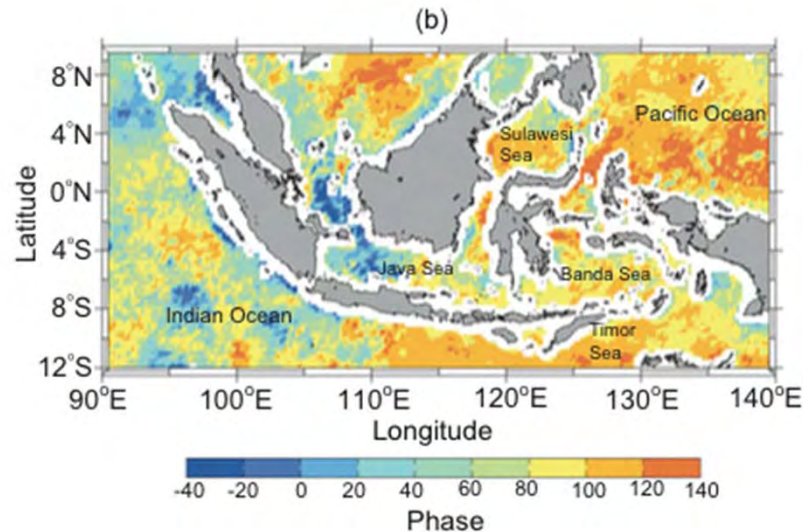 (b)
8°N
4°N
0°N
4°S
8°S
12°S
Latitude
Pacific Ocean
Sulawesi
Sea
Java Sea
Banda Sea
Indian Ocean
Timor
Sea
90°E 100°E 110°E 120°E 130°E 140°E
Longitude
-40 -20 0 20 40 60 80 100 120 140
Phase